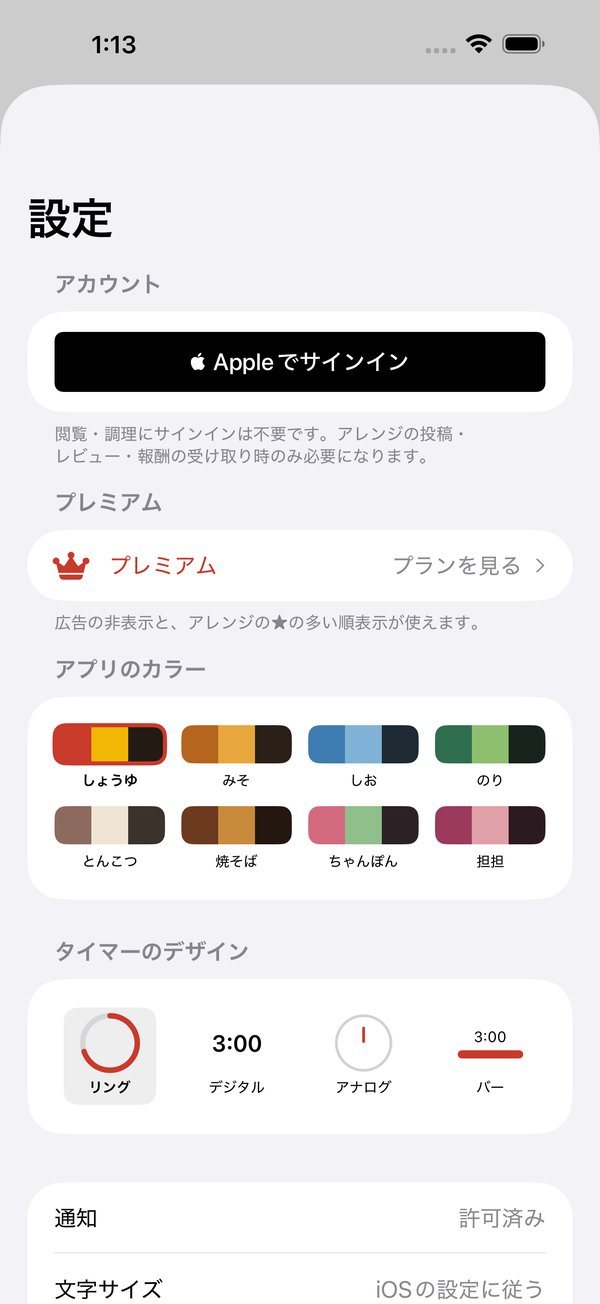 1:13
設定
アカウント
Appleでサインイン
閲覧・調理にサインインは不要です。アレンジの投稿・
レビュー・報酬の受け取り時のみ必要になります。
プレミアム
プレミアム プランを見る
広告の非表示と、アレンジの★の多い順表示が使えます。
アプリのカラー
しょうゆ みそ しお のり
とんこつ 焼そば ちゃんぽん 担担
タイマーのデザイン
3:00 3:00
リング デジタル アナログ バー
通知 許可済み
文字サイズ iOSの設定に従う